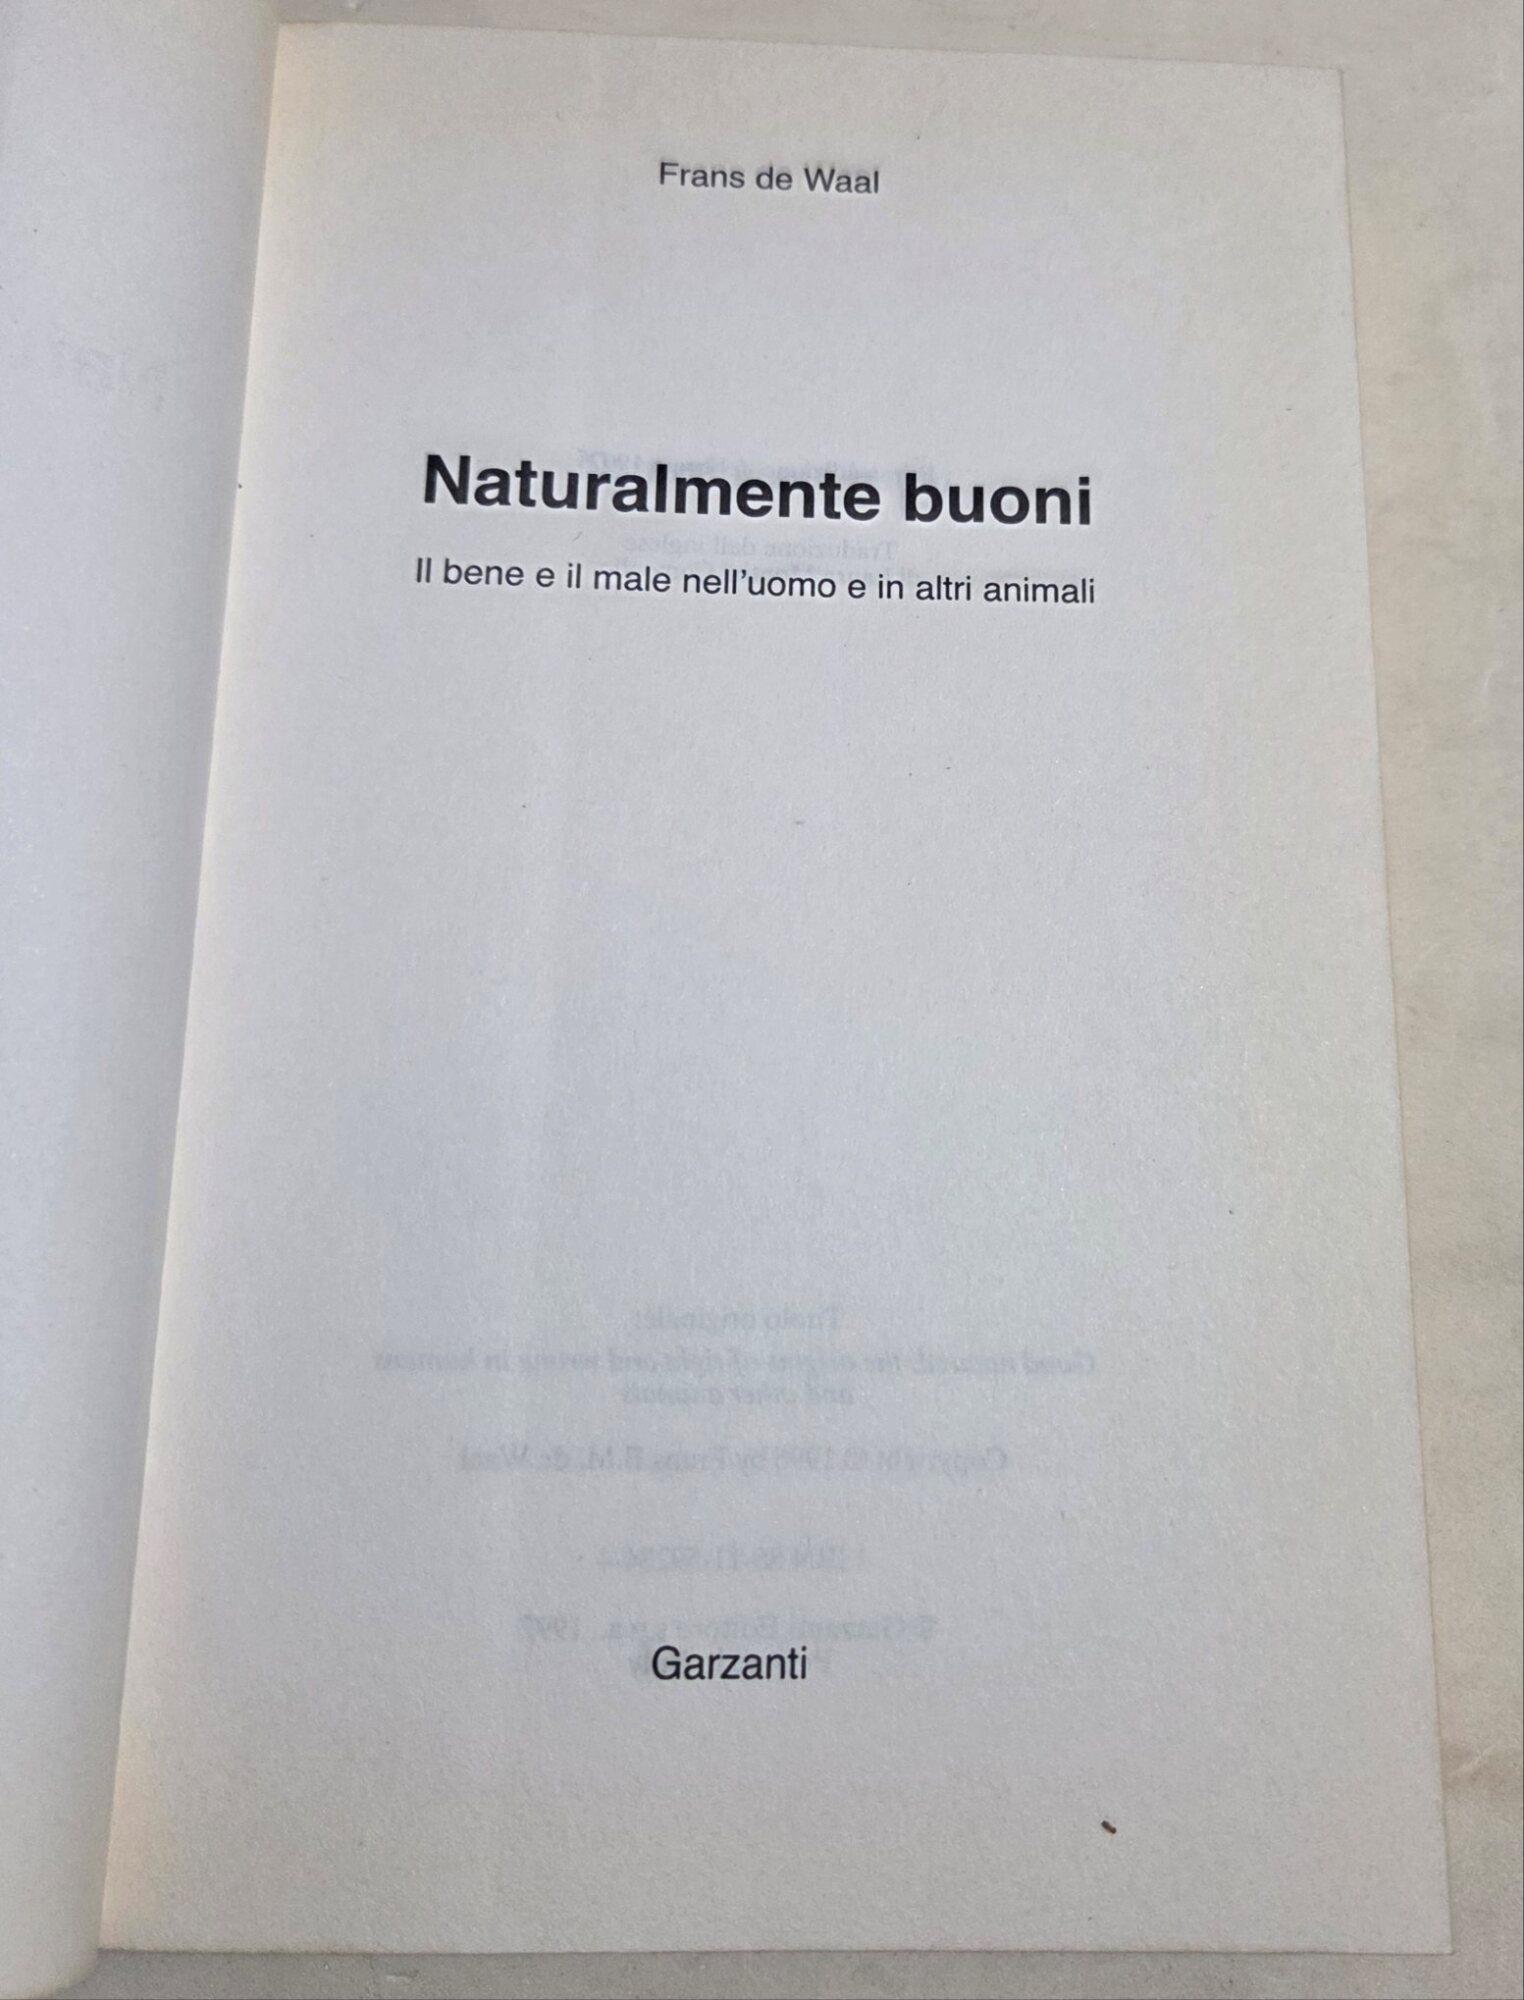 Frans de Waal
Naturalmente buoni
Il bene e il male nell'uomo e in altri animali
Garzanti